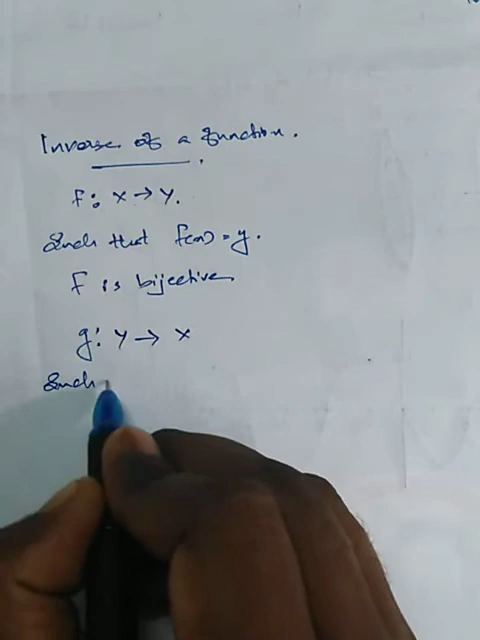 Inverse of a function.
f: X → Y.
Such that f(x) = y.
f is bijective
g: Y → X
Such